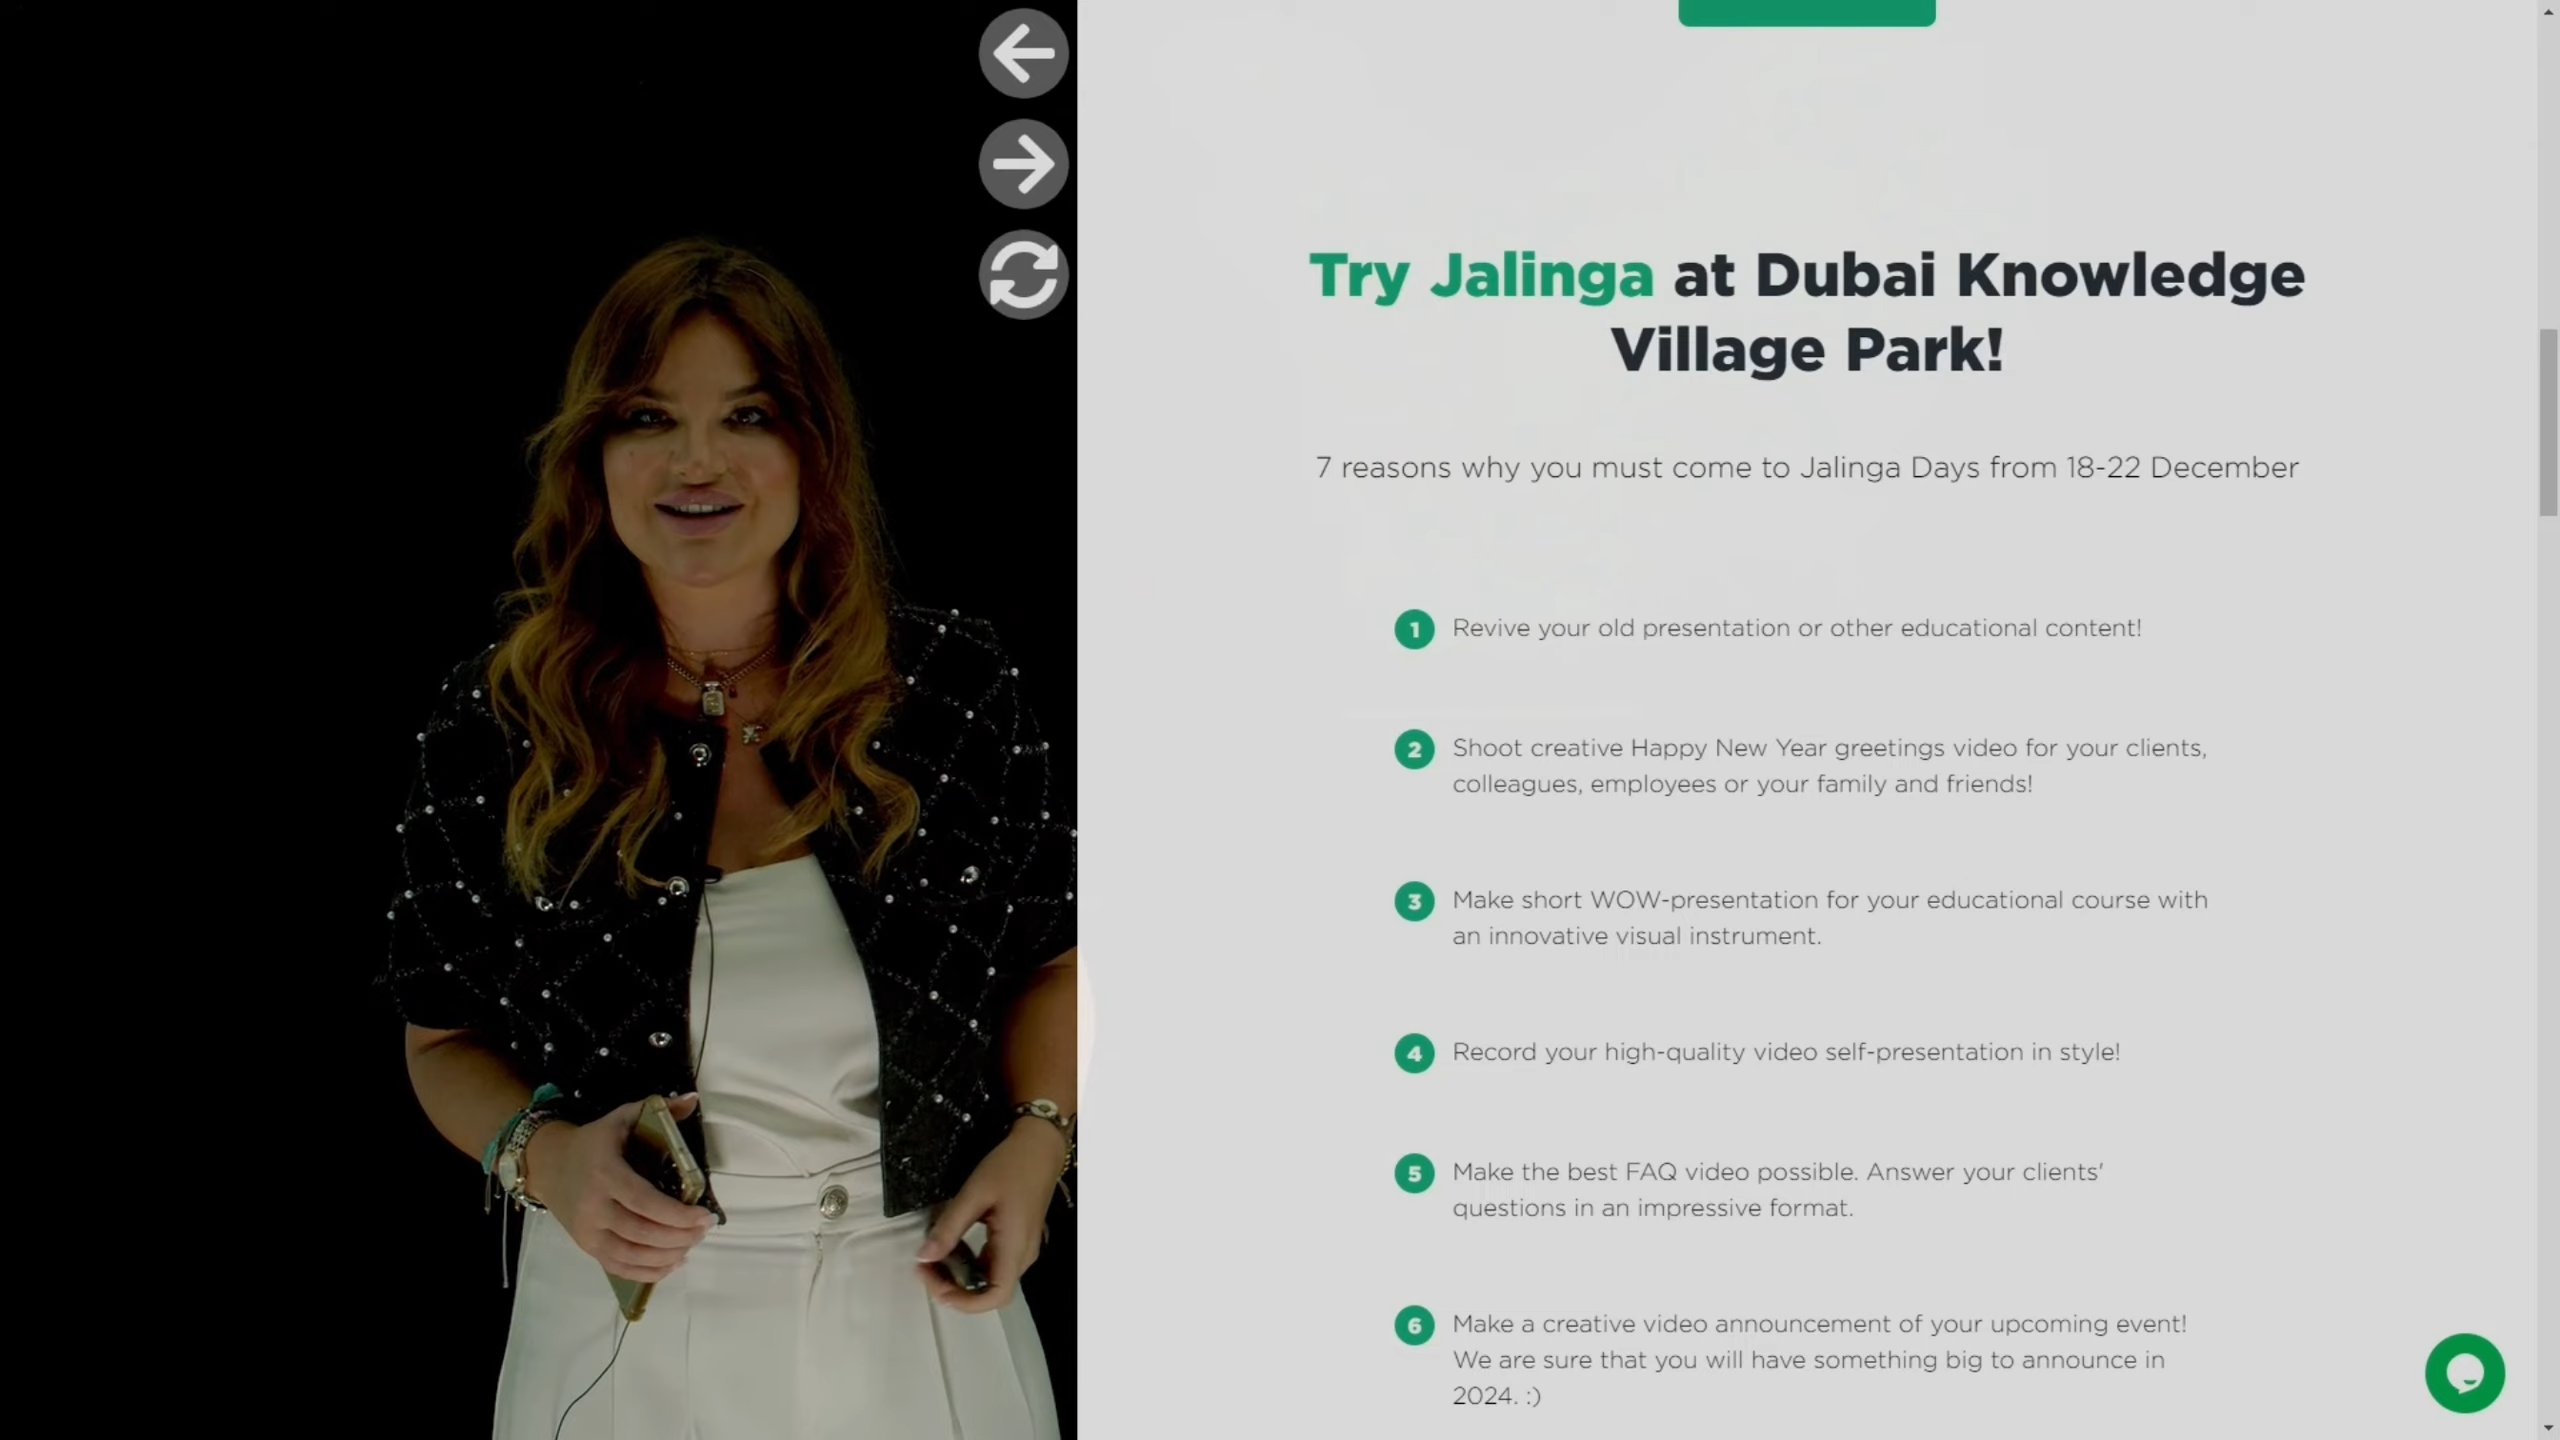 Try Jalinga at Dubai Knowledge
Village Park!
7 reasons why you must come to Jalinga Days from 18-22 December
1 Revive your old presentation or other educational content!
2 Shoot creative Happy New Year greetings video for your clients,
colleagues, employees or your family and friends!
3 Make short WOW-presentation for your educational course with
an innovative visual instrument.
4 Record your high-quality video self-presentation in style!
5 Make the best FAQ video possible. Answer your clients'
questions in an impressive format.
6 Make a creative video announcement of your upcoming event!
We are sure that you will have something big to announce in
2024. :)